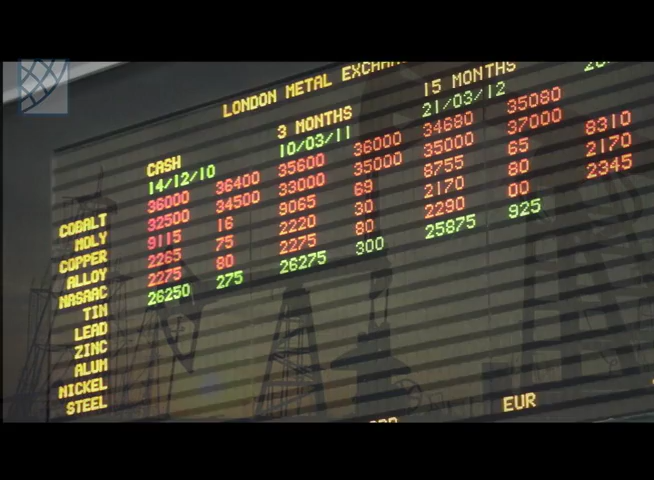 LONDON METAL EXCHAN
CASH 3 MONTHS 15 MONTHS
14/12/10 10/03/11 21/03/12
COBALT 36000 36400 35600 36000 34680 35080
MOLY 32500 34500 33000 35000 35000 37000
COPPER 9115 16 9065 69 8755 65 8310
ALLOY 2265 75 2220 30 2170 80 2170
NASAAC 2275 80 2275 80 2290 00 2345
TIN 26250 275 26275 300 25875 925
LEAD
ZINC
ALUM
NICKEL
STEEL
EUR